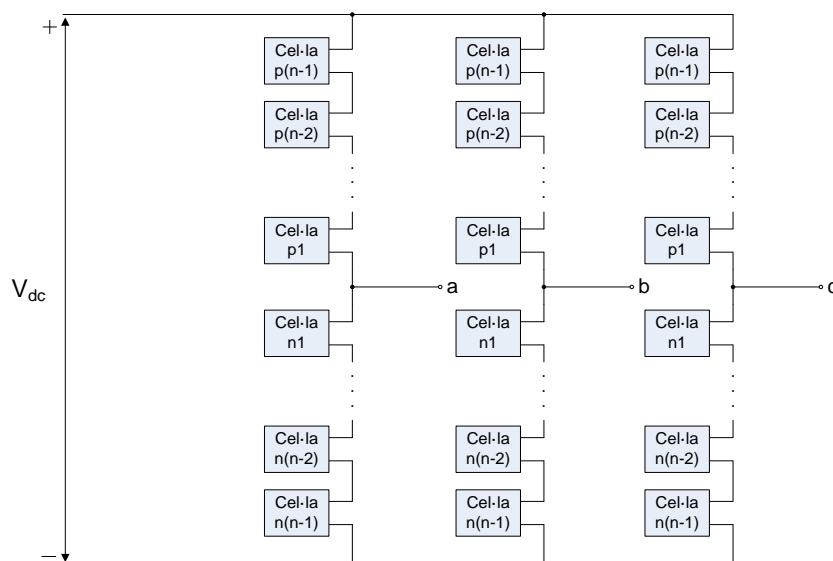 +
Cel·la Cel·la Cel·la
p(n-1) p(n-1) p(n-1)
Cel·la Cel·la Cel·la
p(n-2) p(n-2) p(n-2)
Cel·la Cel·la Cel·la
p1 p1 p1
Vdc a b c
Cel·la Cel·la Cel·la
n1 n1 n1
Cel·la Cel·la Cel·la
n(n-2) n(n-2) n(n-2)
Cel·la Cel·la Cel·la
n(n-1) n(n-1) n(n-1)
−